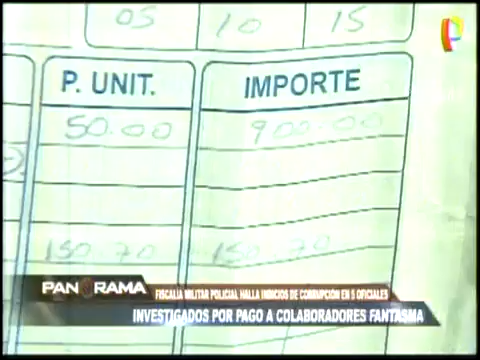 05 10 15
P. UNIT. IMPORTE
50.00 900.00
150.70 150.70
PANORAMA
FISCALIA MILITAR POLICIAL HALLA INDICIOS DE CORRUPCIÓN EN 5 OFICIALES
INVESTIGADOS POR PAGO A COLABORADORES FANTASMA